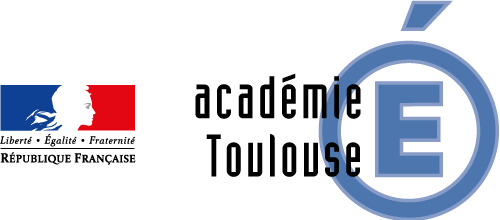 Liberté • Égalité • Fraternité
RÉPUBLIQUE FRANÇAISE
académie
Toulouse
É